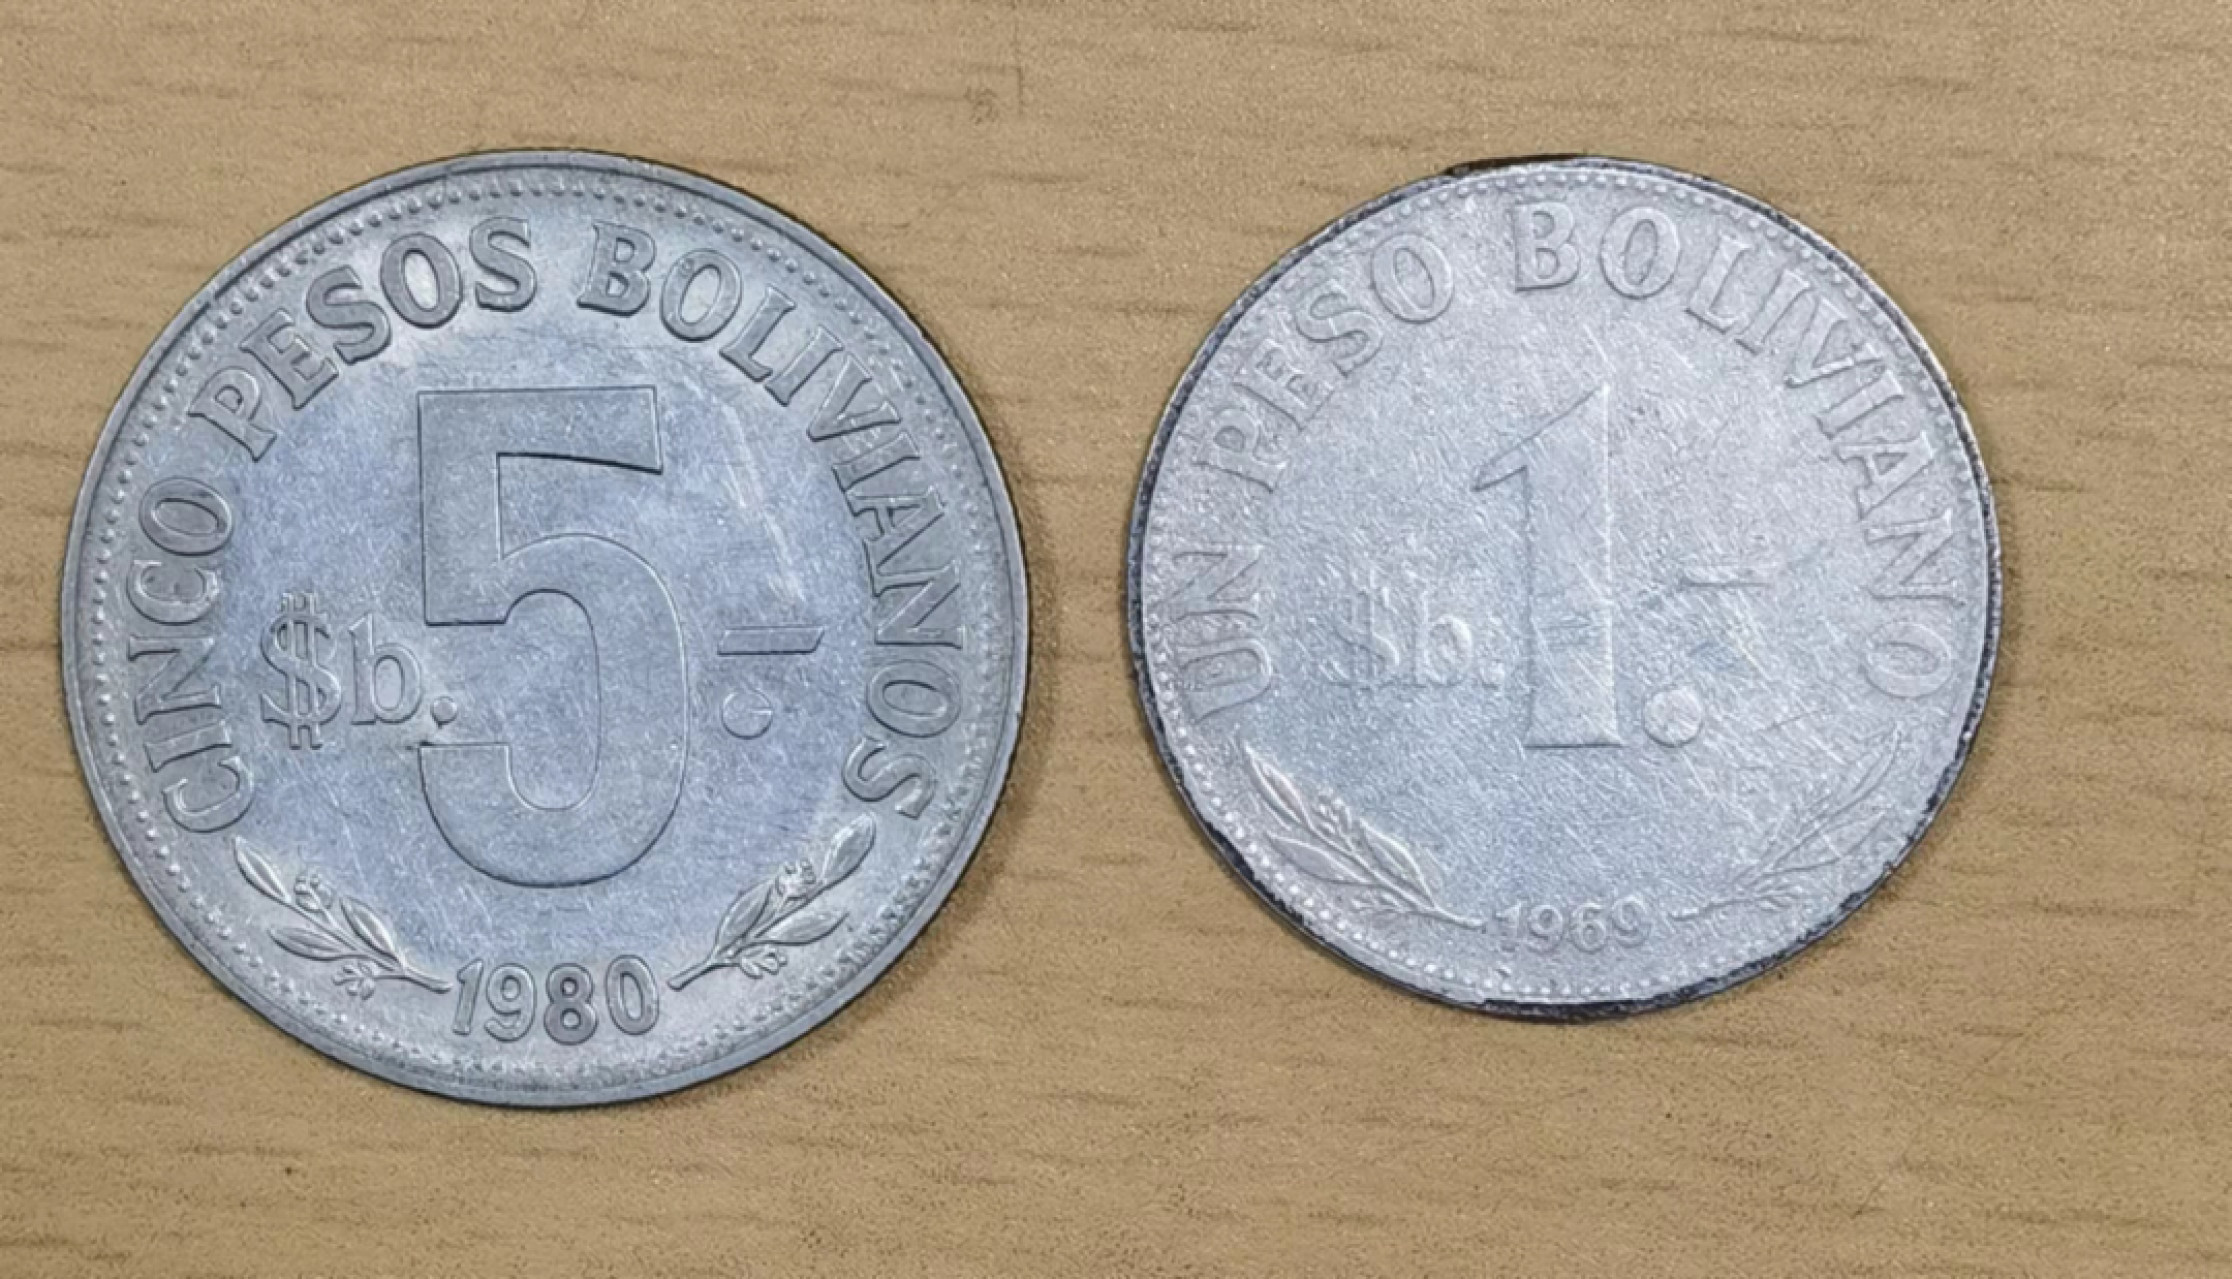 CINCO PESOS BOLIVIANOS
$b. 5.-
1980
UN PESO BOLIVIANO
$b. 1.-
1969